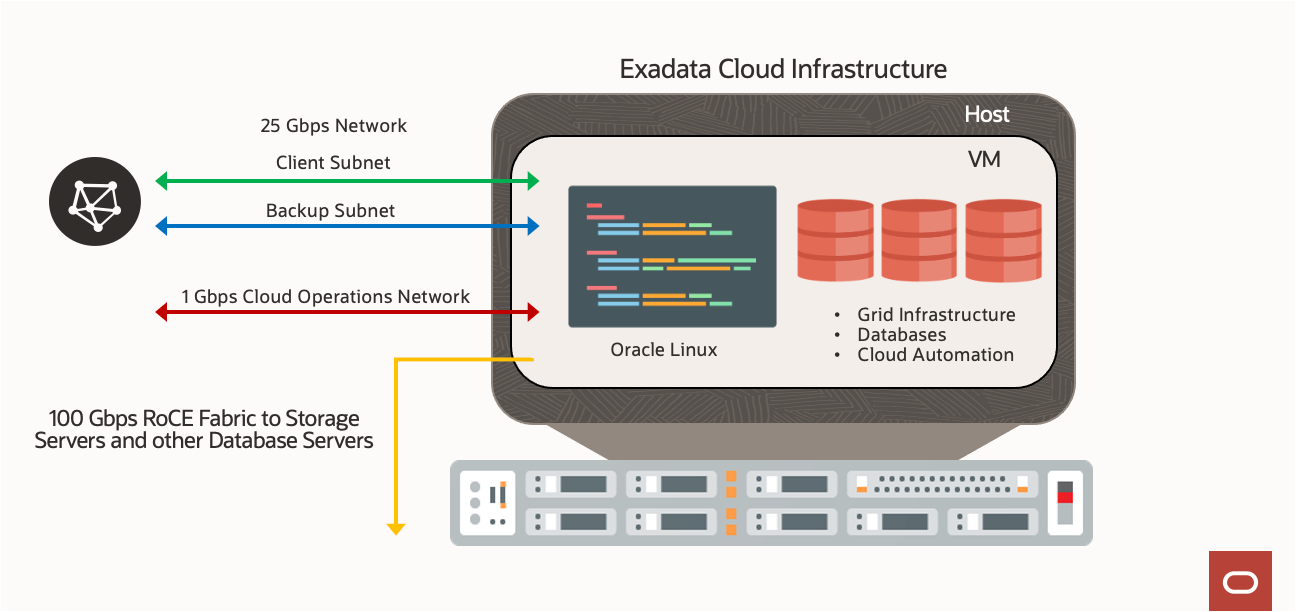 Exadata Cloud Infrastructure
Host
VM
25 Gbps Network
Client Subnet
Backup Subnet
1 Gbps Cloud Operations Network
Oracle Linux
• Grid Infrastructure
• Databases
• Cloud Automation
100 Gbps RoCE Fabric to Storage
Servers and other Database Servers